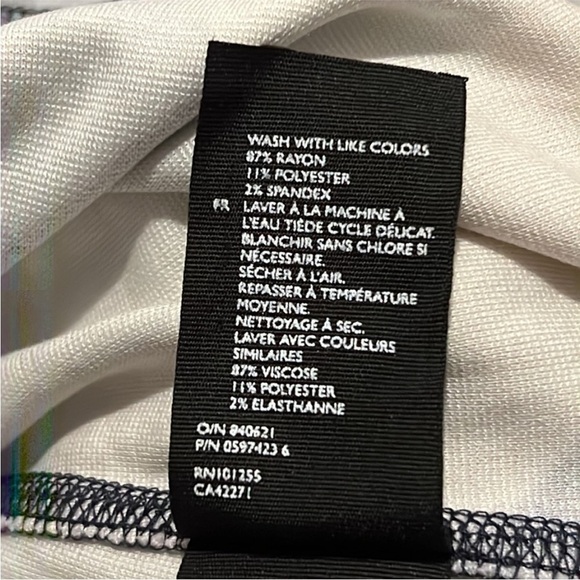 WASH WITH LIKE COLORS
87% RAYON
11% POLYESTER
2% SPANDEX
FR LAVER À LA MACHINE À
L'EAU TIÈDE CYCLE DÉLICAT.
BLANCHIR SANS CHLORE SI
NÉCESSAIRE.
SÉCHER À L'AIR.
REPASSER À TEMPÉRATURE
MOYENNE.
NETTOYAGE À SEC.
LAVER AVEC COULEURS
SIMILAIRES
87% VISCOSE
11% POLYESTER
2% ELASTHANNE
O/N 840621
P/N 0597423 6
RN101255
CA42271